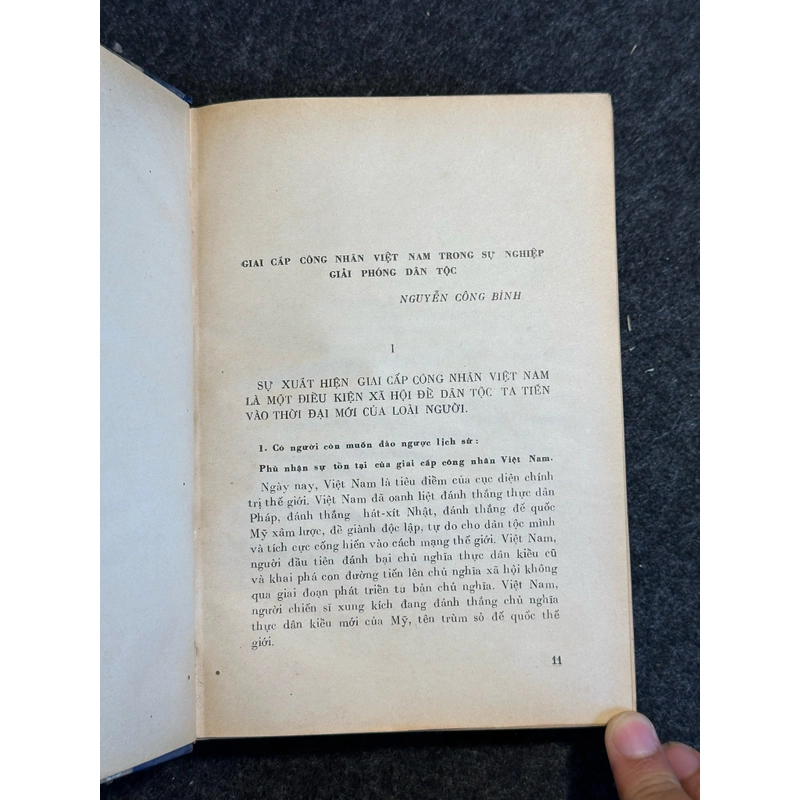 GIAI CẤP CÔNG NHÂN VIỆT NAM TRONG SỰ NGHIỆP
GIẢI PHÓNG DÂN TỘC
NGUYỄN CÔNG BÌNH
I
SỰ XUẤT HIỆN GIAI CẤP CÔNG NHÂN VIỆT NAM
LÀ MỘT ĐIỀU KIỆN XÃ HỘI ĐỂ DÂN TỘC TA TIẾN
VÀO THỜI ĐẠI MỚI CỦA LOÀI NGƯỜI.
1. Có người còn muốn đảo ngược lịch sử :
Phủ nhận sự tồn tại của giai cấp công nhân Việt Nam.
Ngày nay, Việt Nam là tiêu điểm của cục diện chính
trị thế giới. Việt Nam đã oanh liệt đánh thắng thực dân
Pháp, đánh thắng hát-xít Nhật, đánh thắng đế quốc
Mỹ xâm lược, để giành độc lập, tự do cho dân tộc mình
và tích cực cống hiến vào cách mạng thế giới. Việt Nam,
người đầu tiên đánh bại chủ nghĩa thực dân kiểu cũ
và khai phá con đường tiến lên chủ nghĩa xã hội không
qua giai đoạn phát triển tư bản chủ nghĩa. Việt Nam,
người chiến sĩ xung kích đang đánh thắng chủ nghĩa
thực dân kiểu mới của Mỹ, tên trùm sỏ đế quốc thế
giới.
11